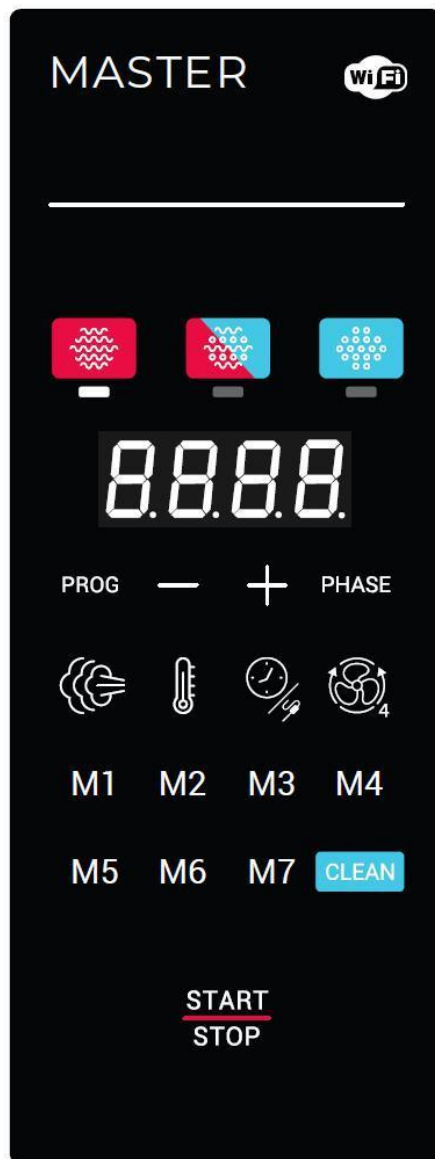 MASTER WiFi
8.8.8.8.
PROG — + PHASE
4
M1 M2 M3 M4
M5 M6 M7 CLEAN
START
STOP